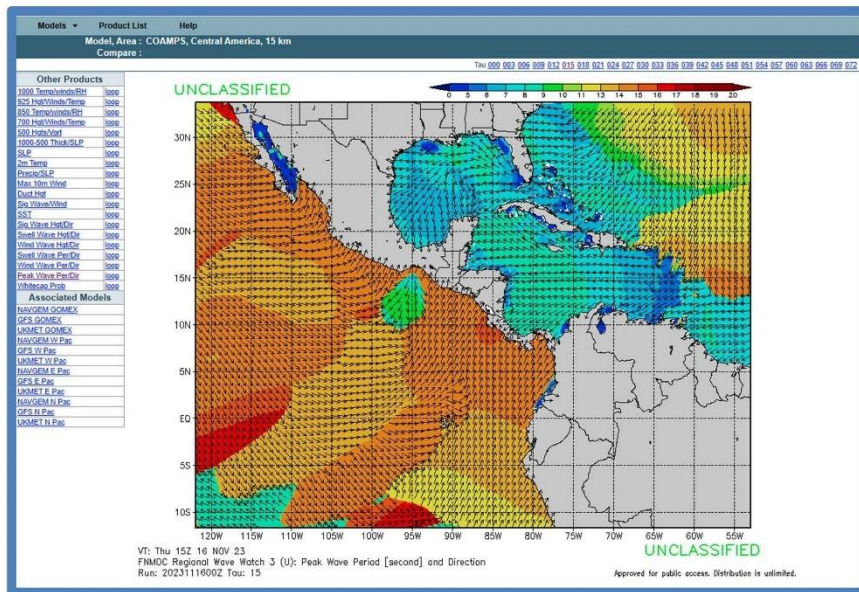 Models Product List Help
Model, Area : COAMPS, Central America, 15 km
Compare :
Tau 000 003 006 009 012 015 018 021 024 027 030 033 036 039 042 045 048 051 054 057 060 063 066 069 072
Other Products
1000 Temp/winds/RH loop
925 Hgt/Winds/Temp loop
850 Temp/winds/RH loop
700 Hgt/Winds/Temp loop
500 Hgts/Vort loop
1000-500 Thick/SLP loop
SLP loop
2m Temp loop
Precip/SLP loop
Max 10m Wind loop
Duct Hgt loop
Sig Wave/Wind loop
SST loop
Sig Wave Hgt/Dir loop
Swell Wave Hgt/Dir loop
Wind Wave Hgt/Dir loop
Swell Wave Per/Dir loop
Wind Wave Per/Dir loop
Peak Wave Per/Dir loop
Whitecap Prob loop
Associated Models
NAVGEM GOMEX
GFS GOMEX
UKMET GOMEX
NAVGEM W Pac
GFS W Pac
UKMET W Pac
NAVGEM E Pac
GFS E Pac
UKMET E Pac
NAVGEM N Pac
GFS N Pac
UKMET N Pac
UNCLASSIFIED
0 5 6 7 8 9 10 11 13 14 15 16 17 18 19 20
30N
25N
20N
15N
10N
5N
EQ
5S
10S
120W 115W 110W 105W 100W 95W 90W 85W 80W 75W 70W 65W 60W 55W
UNCLASSIFIED
VT: Thu 15Z 16 NOV 23
FNMOC Regional Wave Watch 3 (U): Peak Wave Period [second] and Direction
Run: 2023111600Z Tau: 15
Approved for public access. Distribution is unlimited.